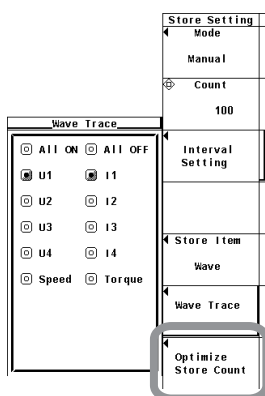 Store Setting
Mode
Manual
Count
100
Interval
Setting
Store Item
Wave
Wave Trace
Optimize
Store Count
Wave Trace
All ON All OFF
U1 I1
U2 I2
U3 I3
U4 I4
Speed Torque